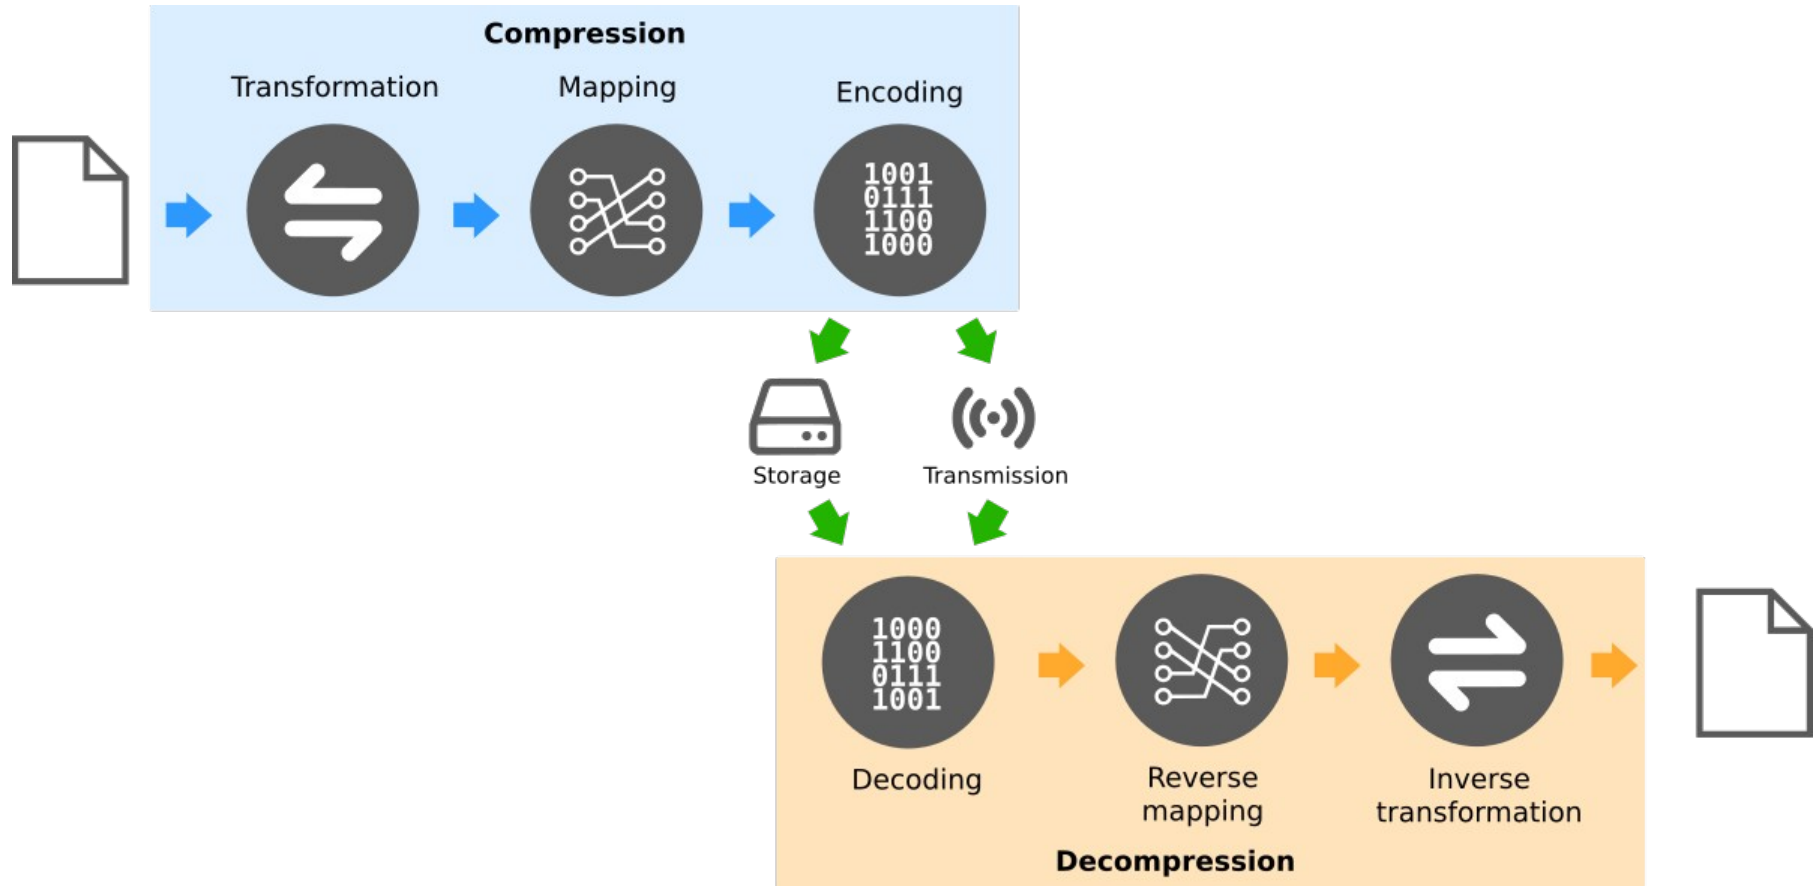 Compression
Transformation
Mapping
Encoding
1001
0111
1100
1000
Storage
Transmission
1000
1100
0111
1001
Decoding
Reverse
mapping
Inverse
transformation
Decompression